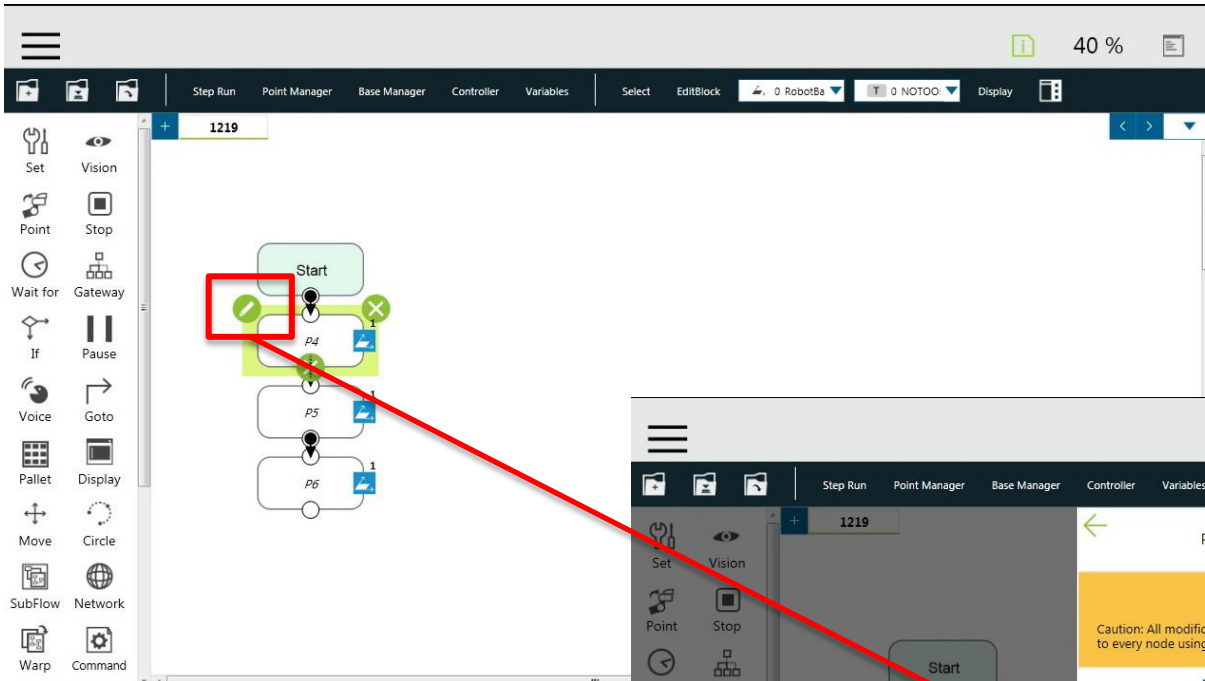 40 %
Step Run Point Manager Base Manager Controller Variables Select EditBlock 0 RobotBa T 0 NOTOO Display
+ 1219
Set Vision
Point Stop
Wait for Gateway
If Pause
Voice Goto
Pallet Display
Move Circle
SubFlow Network
Warp Command
Start
1
P4
1
P5
1
P6
Step Run Point Manager Base Manager Controller Variables
+ 1219
Set Vision
Point Stop
Start
Caution: All modific
to every node using